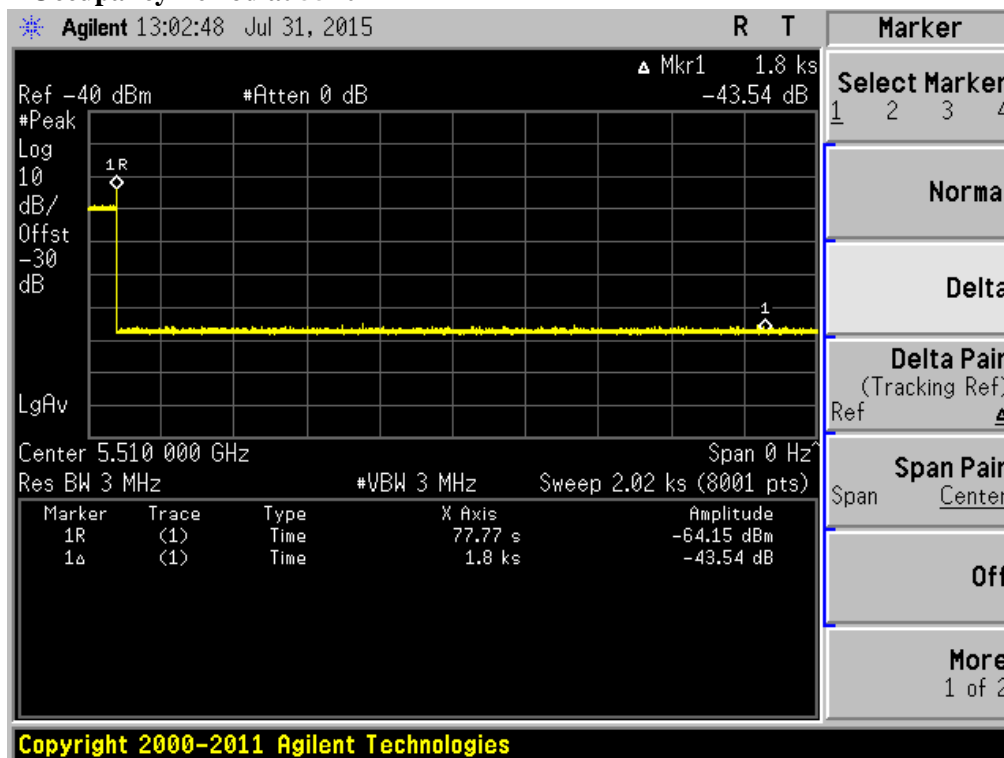 Agilent 13:02:48 Jul 31, 2015 R T
Δ Mkr1 1.8 ks
Ref -40 dBm #Atten 0 dB -43.54 dB
#Peak
Log
10
dB/
Offst
-30
dB
1R
1
LgAv
Center 5.510 000 GHz Span 0 Hz^
Res BW 3 MHz #VBW 3 MHz Sweep 2.02 ks (8001 pts)
Marker Trace Type X Axis Amplitude
1R (1) Time 77.77 s -64.15 dBm
1Δ (1) Time 1.8 ks -43.54 dB
Marker
Select Marker
1 2 3 4
Norma
Delta
Delta Pair
(Tracking Ref)
Ref Δ
Span Pair
Span Center
Off
More
1 of 2
Copyright 2000-2011 Agilent Technologies